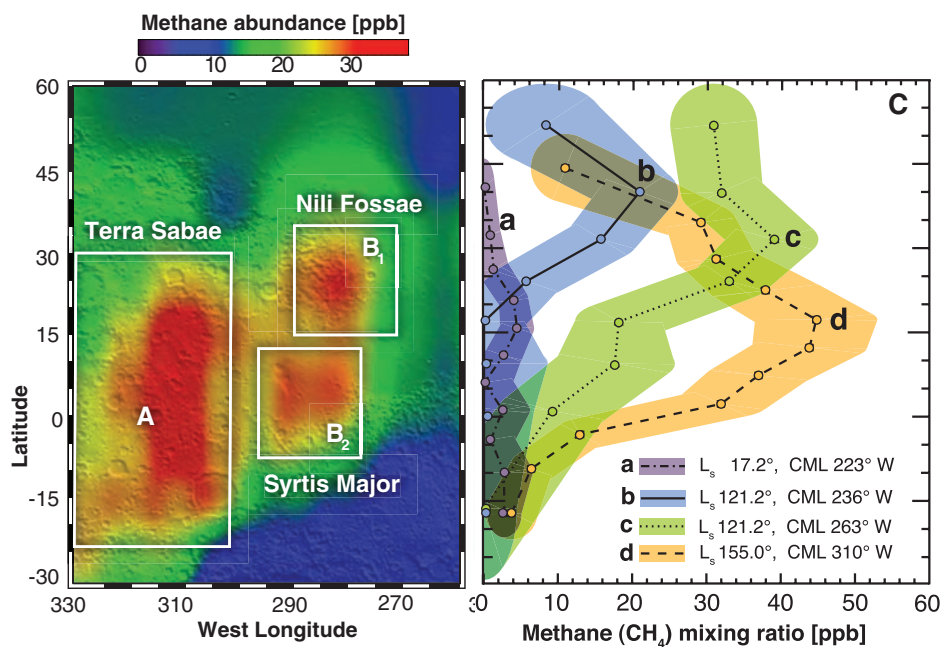 Methane abundance [ppb]
0 10 20 30
60
45
30
15
0
-15
-30
Latitude
Terra Sabae
Nili Fossae
B1
A
B2
Syrtis Major
330 310 290 270
West Longitude
C
a
b
c
d
a Ls 17.2°, CML 223° W
b Ls 121.2°, CML 236° W
c Ls 121.2°, CML 263° W
d Ls 155.0°, CML 310° W
0 10 20 30 40 50 60
Methane (CH4) mixing ratio [ppb]